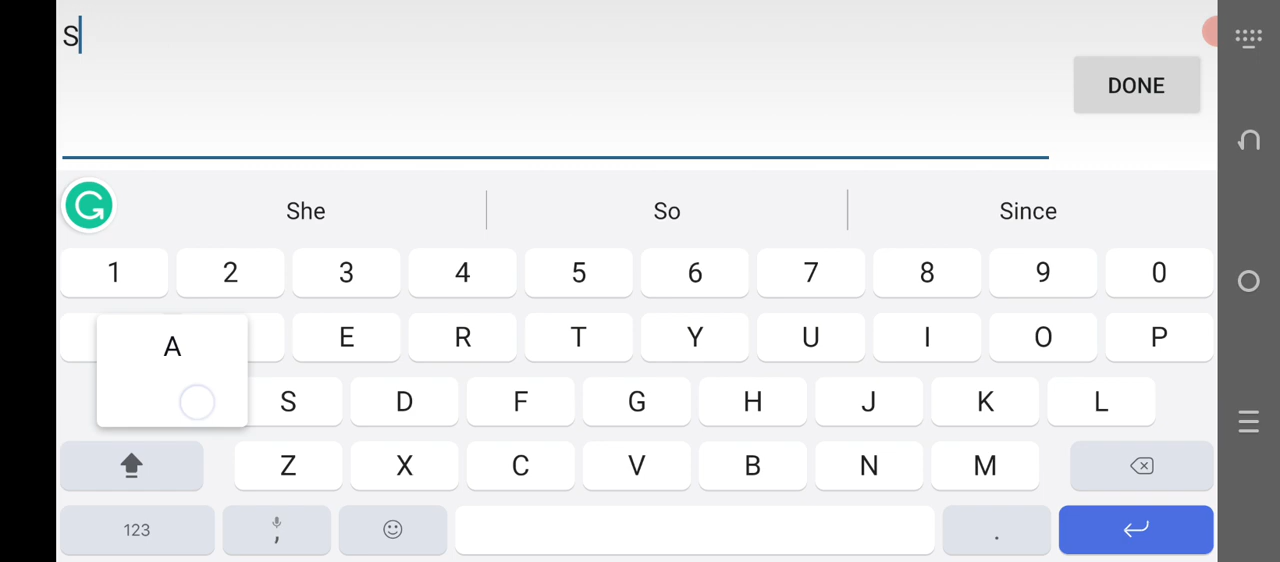 S
DONE
She So Since
1 2 3 4 5 6 7 8 9 0
E R T Y U I O P
A S D F G H J K L
Z X C V B N M
123 , .